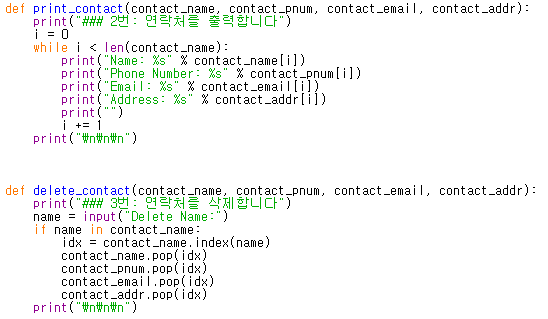 def print_contact(contact_name, contact_pnum, contact_email, contact_addr):
    print("### 2번: 연락처를 출력합니다")
    i = 0
    while i < len(contact_name):
        print("Name: %s" % contact_name[i])
        print("Phone Number: %s" % contact_pnum[i])
        print("Email: %s" % contact_email[i])
        print("Address: %s" % contact_addr[i])
        print("")
        i += 1
    print("₩n₩n₩n")
def delete_contact(contact_name, contact_pnum, contact_email, contact_addr):
    print("### 3번: 연락처를 삭제합니다")
    name = input("Delete Name:")
    if name in contact_name:
        idx = contact_name.index(name)
        contact_name.pop(idx)
        contact_pnum.pop(idx)
        contact_email.pop(idx)
        contact_addr.pop(idx)
    print("₩n₩n₩n")